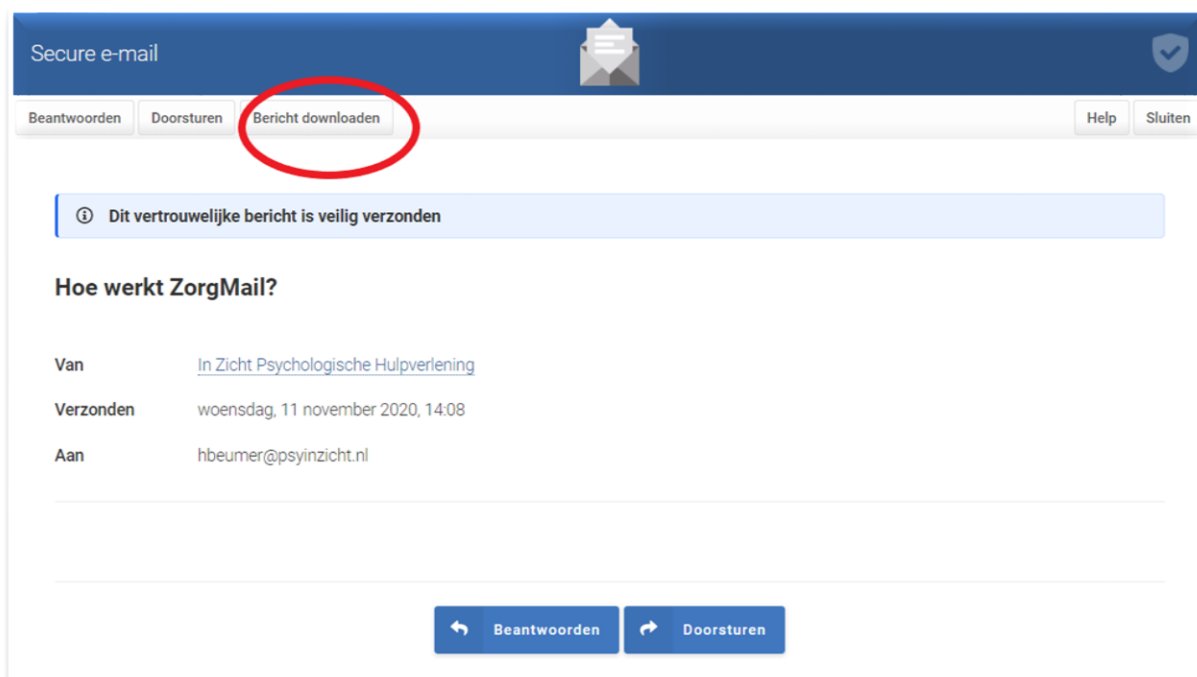 Secure e-mail
Beantwoorden Doorsturen Bericht downloaden Help Sluiten
Dit vertrouwelijke bericht is veilig verzonden
Hoe werkt ZorgMail?
Van In Zicht Psychologische Hulpverlening
Verzonden woensdag, 11 november 2020, 14:08
Aan hbeumer@psyinzicht.nl
Beantwoorden Doorsturen